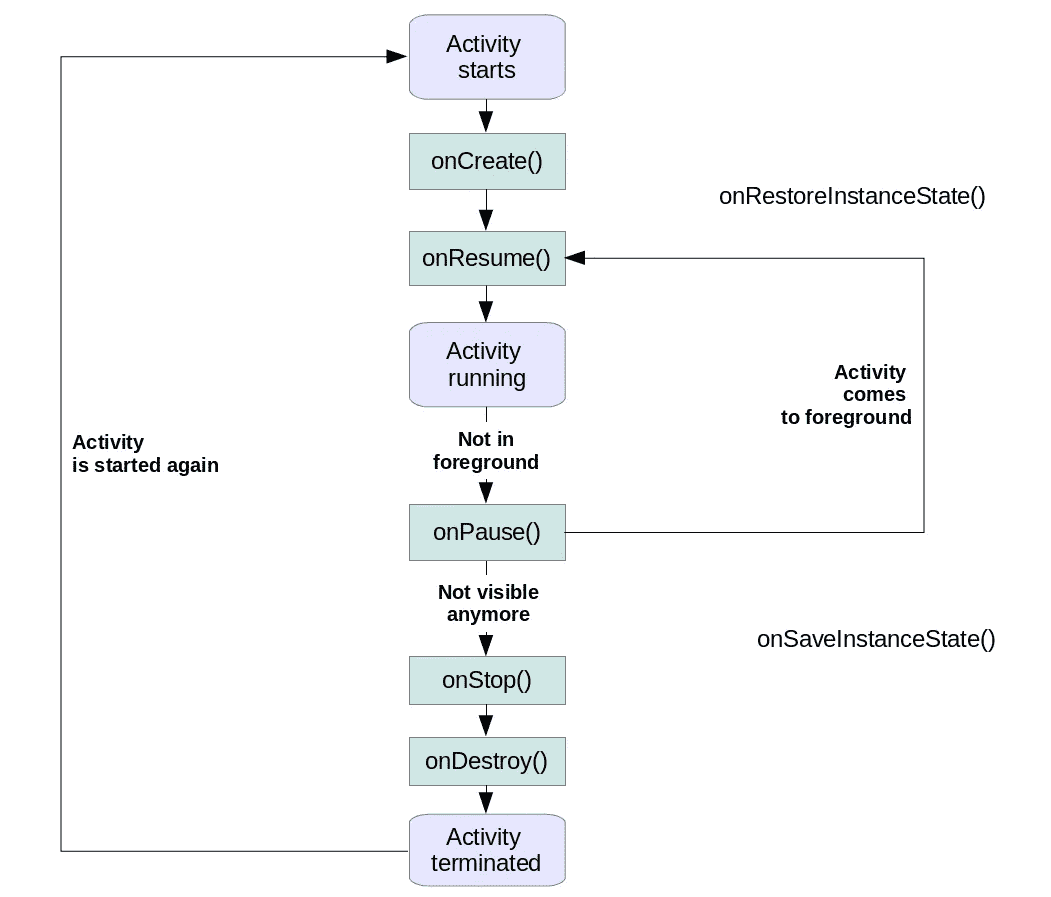 Activity
starts
onCreate()
onRestoreInstanceState()
onResume()
Activity
running
Activity
comes
to foreground
Activity
is started again
Not in
foreground
onPause()
Not visible
anymore
onSaveInstanceState()
onStop()
onDestroy()
Activity
terminated